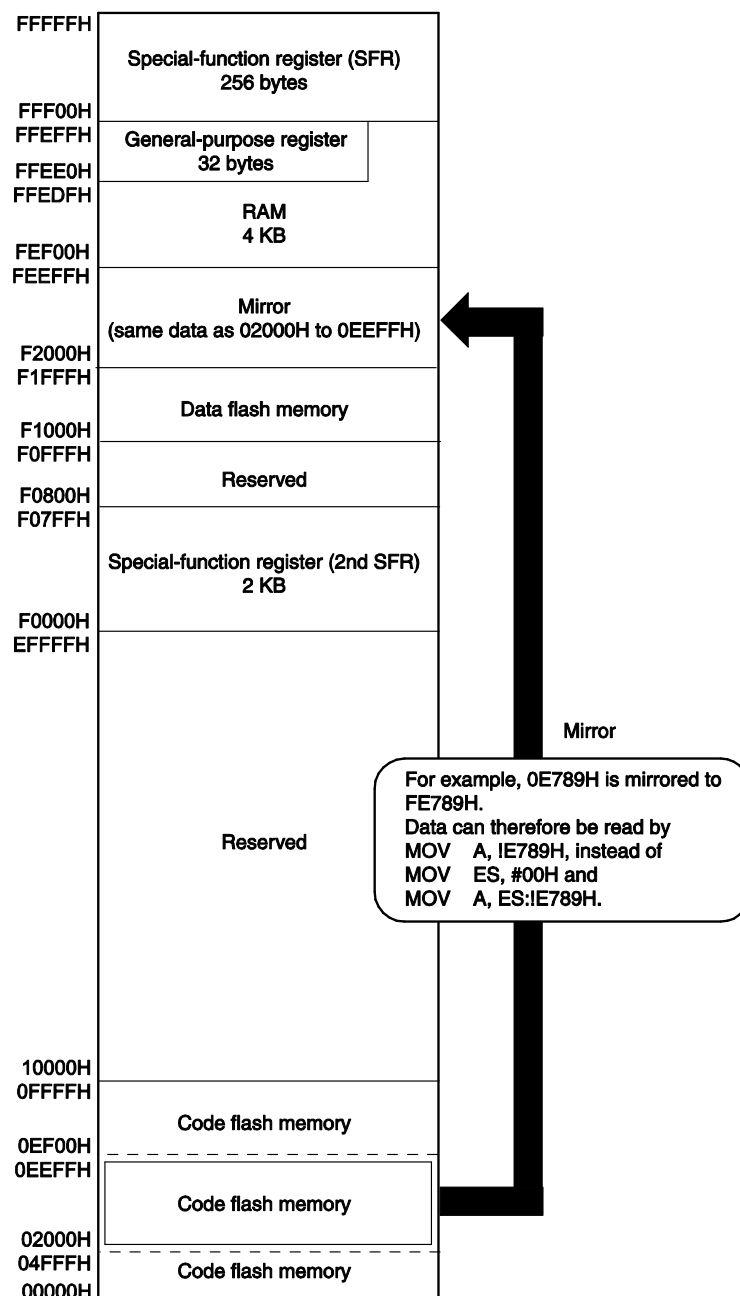 FFFFFH
Special-function register (SFR)
256 bytes
FFF00H
FFEFFH
General-purpose register
32 bytes
FFEE0H
FFEDFH
RAM
4 KB
FEF00H
FEEFFH
Mirror
(same data as 02000H to 0EEFFH)
F2000H
F1FFFH
Data flash memory
F1000H
F0FFFH
Reserved
F0800H
F07FFH
Special-function register (2nd SFR)
2 KB
F0000H
EFFFFH
Mirror
For example, 0E789H is mirrored to
FE789H.
Data can therefore be read by
MOV A, !E789H, instead of
MOV ES, #00H and
MOV A, ES:!E789H.
Reserved
10000H
0FFFFH
Code flash memory
0EF00H
0EEFFH
Code flash memory
02000H
04FFFH
Code flash memory
00000H